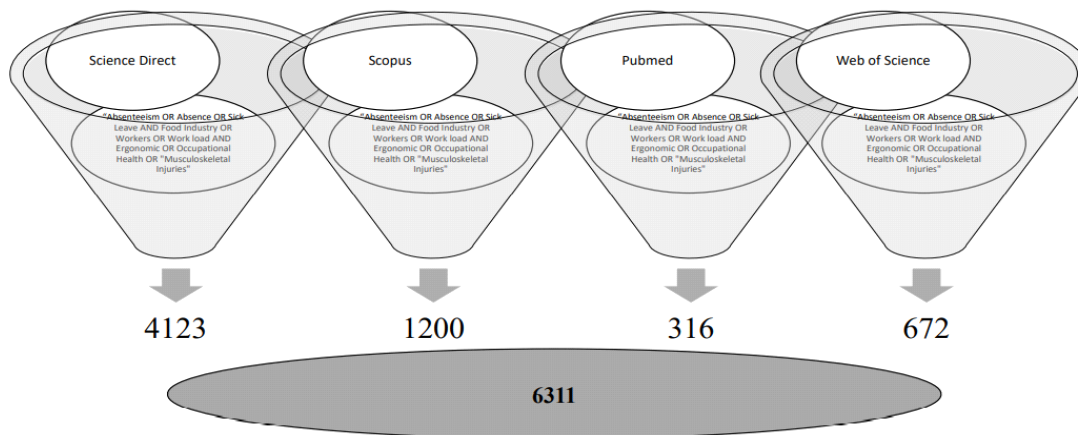 Science Direct
"Absenteeism OR Absence OR Sick
Leave AND Food Industry OR
Workers OR Work load AND
Ergonomic OR Occupational
Health OR "Musculoskeletal
Injuries"
4123
Scopus
"Absenteeism OR Absence OR Sick
Leave AND Food Industry OR
Workers OR Work load AND
Ergonomic OR Occupational
Health OR "Musculoskeletal
Injuries"
1200
Pubmed
"Absenteeism OR Absence OR Sick
Leave AND Food Industry OR
Workers OR Work load AND
Ergonomic OR Occupational
Health OR "Musculoskeletal
Injuries"
316
Web of Science
"Absenteeism OR Absence OR Sick
Leave AND Food Industry OR
Workers OR Work load AND
Ergonomic OR Occupational
Health OR "Musculoskeletal
Injuries"
672
6311